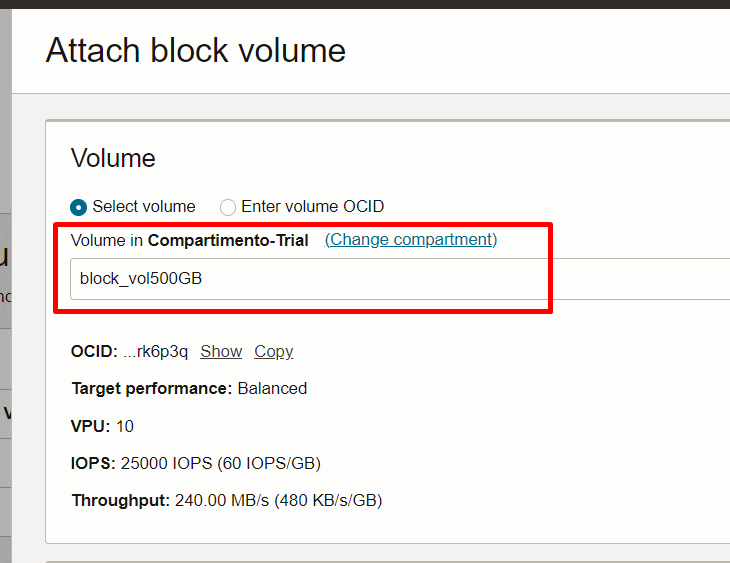 Attach block volume
Volume
Select volume Enter volume OCID
Volume in Compartimento-Trial (Change compartment)
block_vol500GB
OCID: ...rk6p3q Show Copy
Target performance: Balanced
VPU: 10
IOPS: 25000 IOPS (60 IOPS/GB)
Throughput: 240.00 MB/s (480 KB/s/GB)